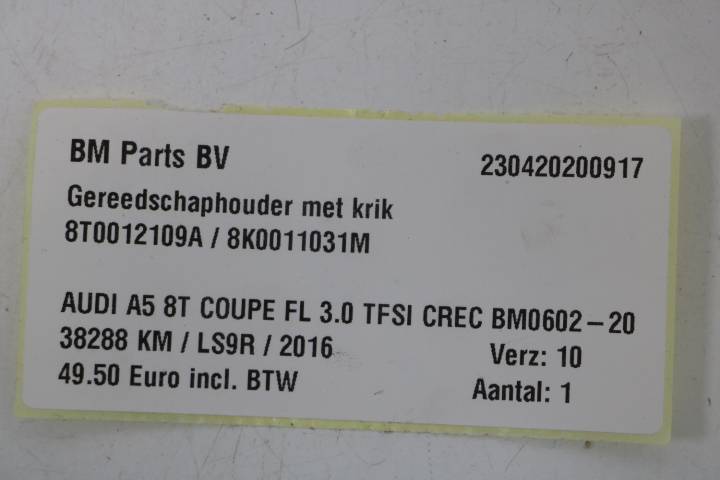 BM Parts BV 230420200917
Gereedschaphouder met krik
8T0012109A / 8K0011031M
AUDI A5 8T COUPE FL 3.0 TFSI CREC BM0602-20
38288 KM / LS9R / 2016 Verz: 10
49.50 Euro incl. BTW Aantal: 1